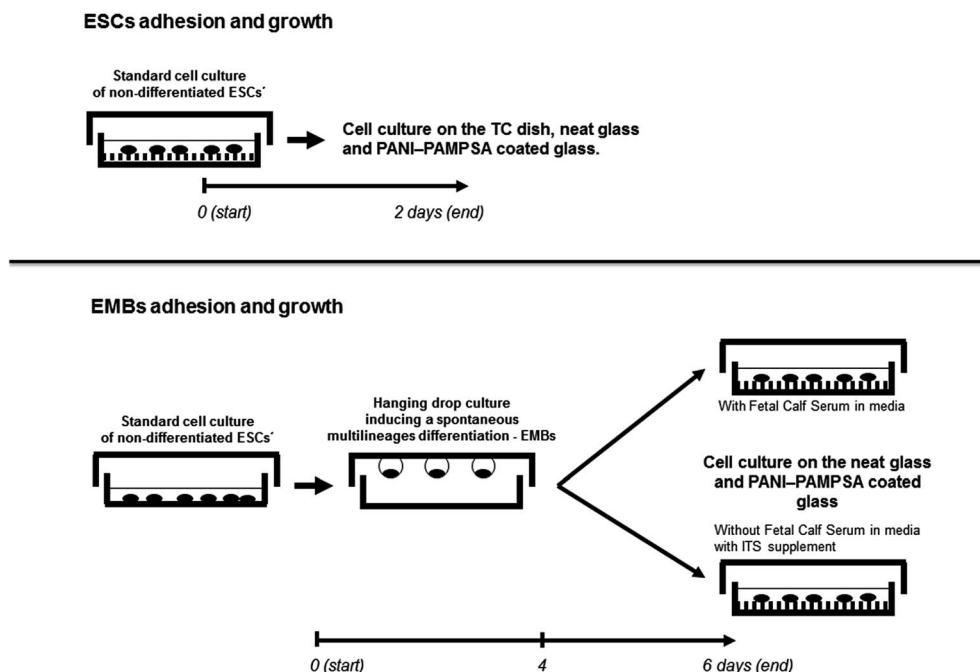 ESCs adhesion and growth
Standard cell culture
of non-differentiated ESCs´
Cell culture on the TC dish, neat glass
and PANI–PAMPSA coated glass.
0 (start)
2 days (end)
EMBs adhesion and growth
Standard cell culture
of non-differentiated ESCs´
Hanging drop culture
inducing a spontaneous
multilineages differentiation - EMBs
With Fetal Calf Serum in media
Cell culture on the neat glass
and PANI–PAMPSA coated
glass
Without Fetal Calf Serum in media
with ITS supplement
0 (start)
4
6 days (end)